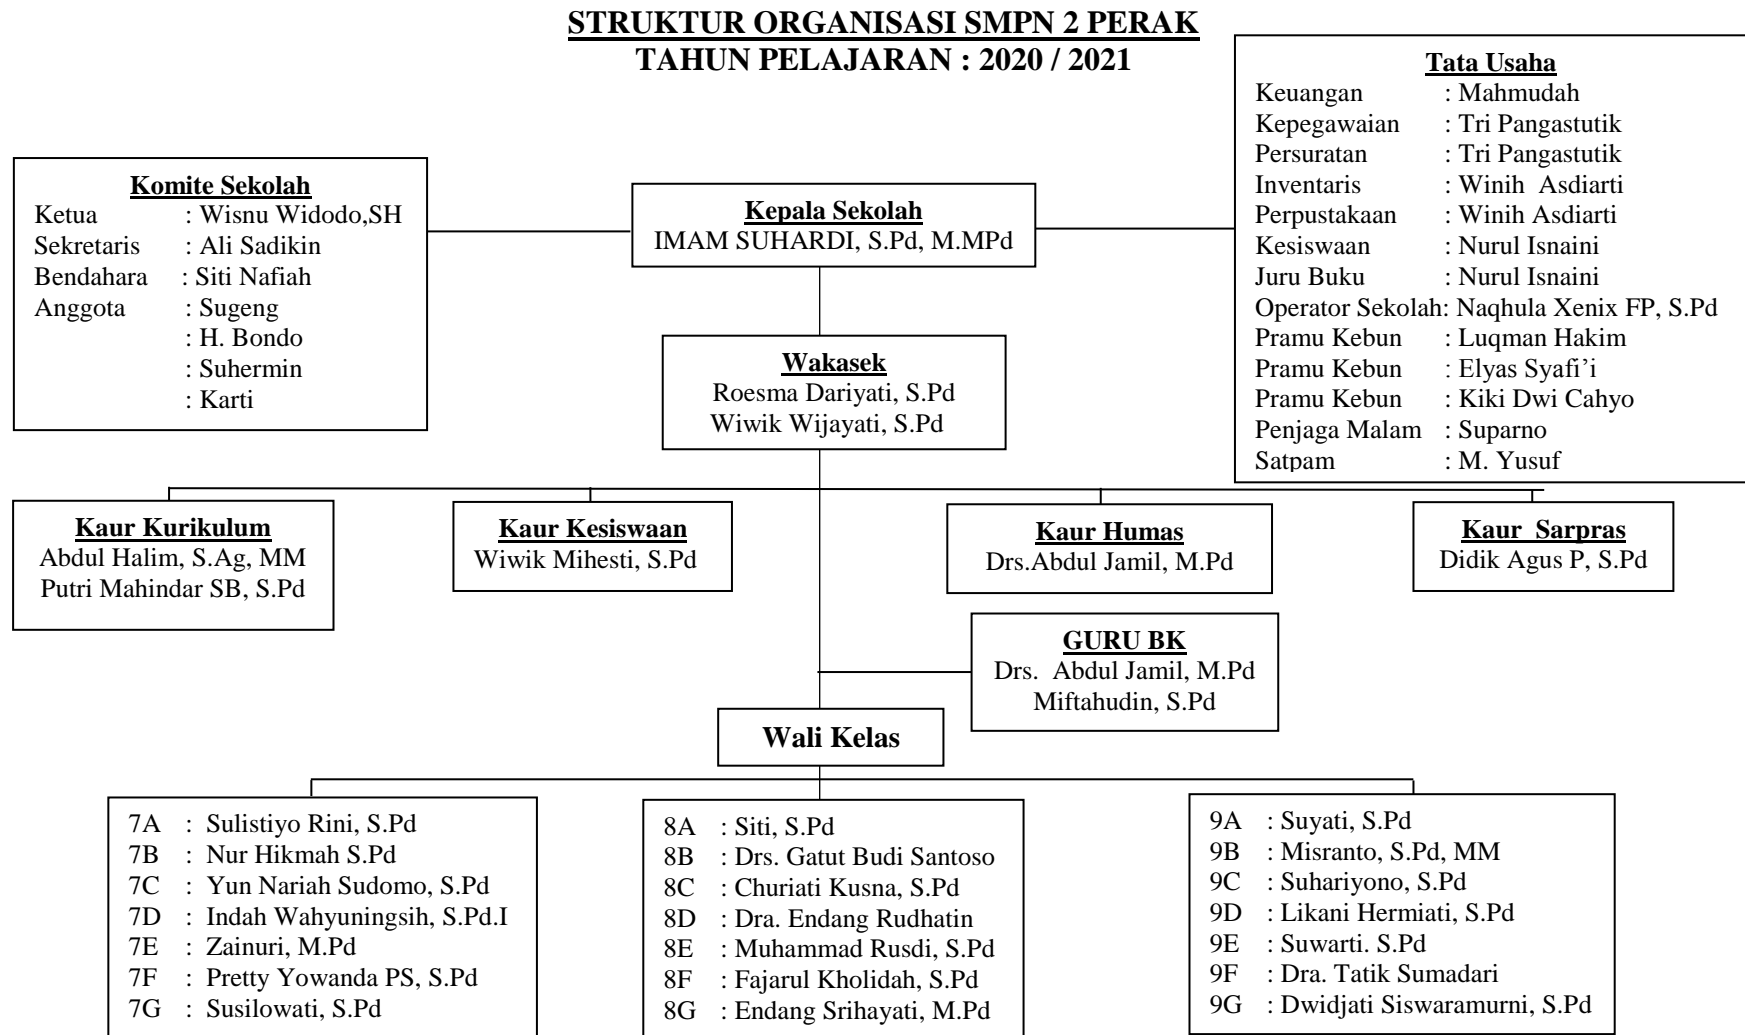 STRUKTUR ORGANISASI SMPN 2 PERAK
TAHUN PELAJARAN : 2020 / 2021
Tata Usaha
Keuangan : Mahmudah
Kepegawaian : Tri Pangastutik
Persuratan : Tri Pangastutik
Inventaris : Winih Asdiarti
Perpustakaan : Winih Asdiarti
Kesiswaan : Nurul Isnaini
Juru Buku : Nurul Isnaini
Operator Sekolah: Naqhula Xenix FP, S.Pd
Pramu Kebun : Luqman Hakim
Pramu Kebun : Elyas Syafi’i
Pramu Kebun : Kiki Dwi Cahyo
Penjaga Malam : Suparno
Satpam : M. Yusuf
Komite Sekolah
Ketua : Wisnu Widodo,SH
Sekretaris : Ali Sadikin
Bendahara : Siti Nafiah
Anggota : Sugeng
: H. Bondo
: Suhermin
: Karti
Kepala Sekolah
IMAM SUHARDI, S.Pd, M.MPd
Wakasek
Roesma Dariyati, S.Pd
Wiwik Wijayati, S.Pd
Kaur Kurikulum
Abdul Halim, S.Ag, MM
Putri Mahindar SB, S.Pd
Kaur Kesiswaan
Wiwik Mihesti, S.Pd
Kaur Humas
Drs.Abdul Jamil, M.Pd
Kaur Sarpras
Didik Agus P, S.Pd
GURU BK
Drs. Abdul Jamil, M.Pd
Miftahudin, S.Pd
Wali Kelas
7A : Sulistiyo Rini, S.Pd
7B : Nur Hikmah S.Pd
7C : Yun Nariah Sudomo, S.Pd
7D : Indah Wahyuningsih, S.Pd.I
7E : Zainuri, M.Pd
7F : Pretty Yowanda PS, S.Pd
7G : Susilowati, S.Pd
8A : Siti, S.Pd
8B : Drs. Gatut Budi Santoso
8C : Churiati Kusna, S.Pd
8D : Dra. Endang Rudhatin
8E : Muhammad Rusdi, S.Pd
8F : Fajarul Kholidah, S.Pd
8G : Endang Srihayati, M.Pd
9A : Suyati, S.Pd
9B : Misranto, S.Pd, MM
9C : Suhariyono, S.Pd
9D : Likani Hermiati, S.Pd
9E : Suwarti. S.Pd
9F : Dra. Tatik Sumadari
9G : Dwidjati Siswaramurni, S.Pd